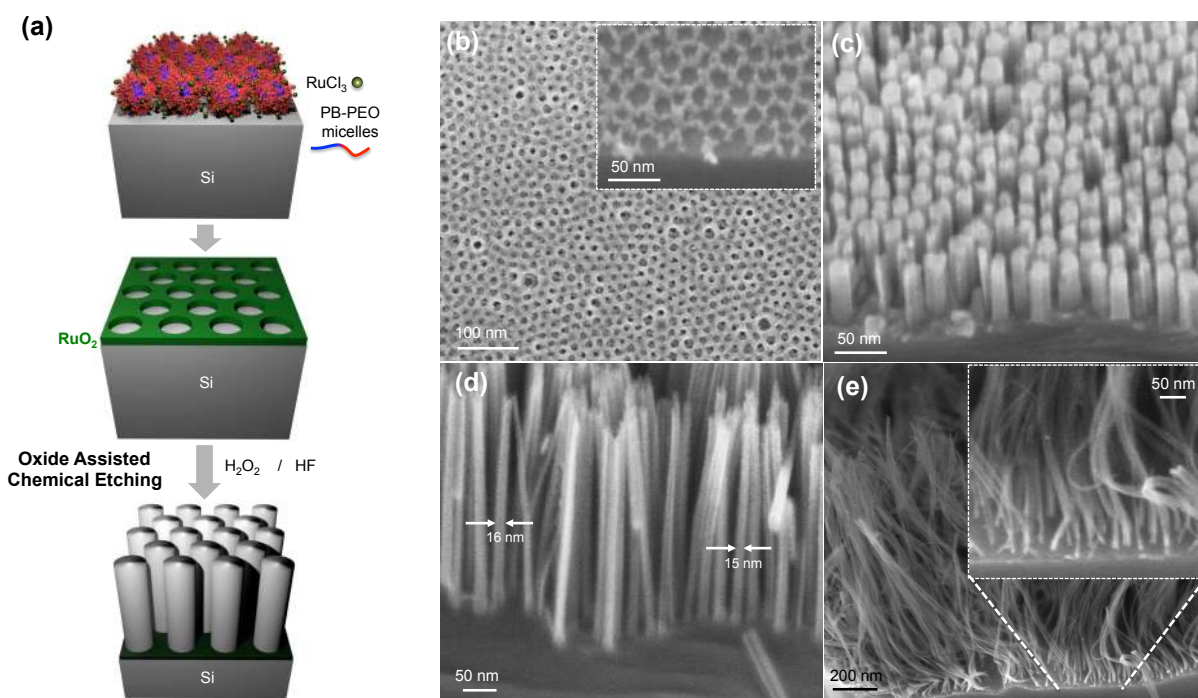 (a)
RuCl₃
PB-PEO
micelles
Si
RuO₂
Si
Oxide Assisted
Chemical Etching
H₂O₂ / HF
Si
(b)
50 nm
100 nm
(c)
50 nm
(d)
16 nm
15 nm
50 nm
(e)
50 nm
200 nm